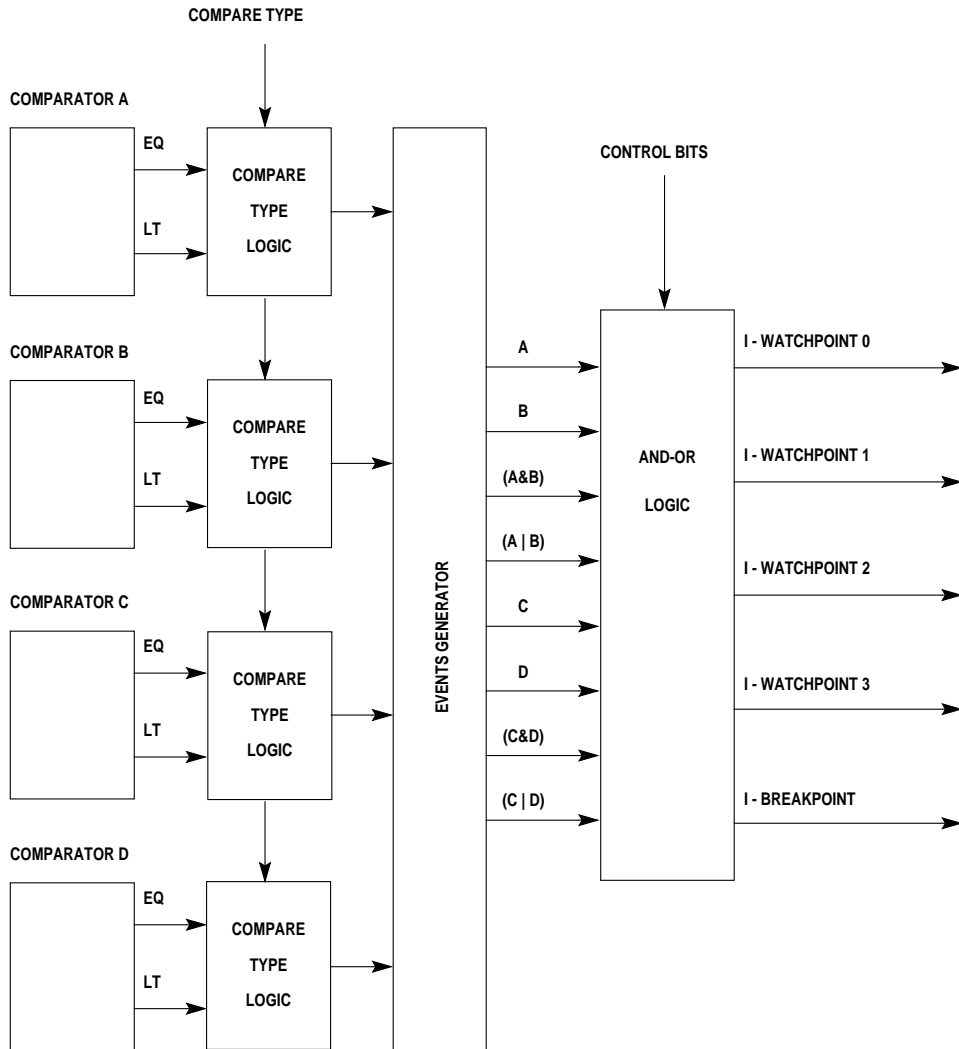 COMPARE TYPE
COMPARATOR A
EQ
LT
COMPARE
TYPE
LOGIC
COMPARATOR B
EQ
LT
COMPARE
TYPE
LOGIC
COMPARATOR C
EQ
LT
COMPARE
TYPE
LOGIC
COMPARATOR D
EQ
LT
COMPARE
TYPE
LOGIC
EVENTS GENERATOR
A
B
(A&B)
(A | B)
C
D
(C&D)
(C | D)
CONTROL BITS
AND-OR
LOGIC
I - WATCHPOINT 0
I - WATCHPOINT 1
I - WATCHPOINT 2
I - WATCHPOINT 3
I - BREAKPOINT